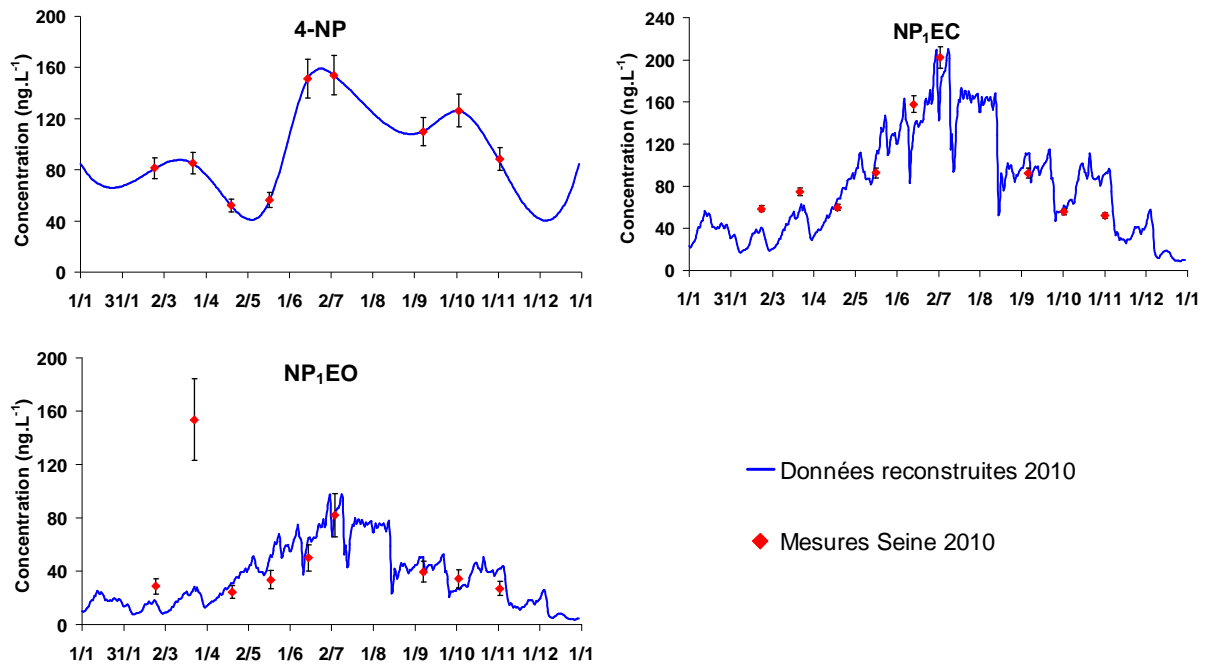 4-NP
Concentration (ng.L-1)
200
160
120
80
40
0
1/1 31/1 2/3 1/4 2/5 1/6 2/7 1/8 1/9 1/10 1/11 1/12 1/1
NP1EC
Concentration (ng.L-1)
240
200
160
120
80
40
0
1/1 31/1 2/3 1/4 2/5 1/6 2/7 1/8 1/9 1/10 1/11 1/12 1/1
NP1EO
Concentration (ng.L-1)
200
160
120
80
40
0
1/1 31/1 2/3 1/4 2/5 1/6 2/7 1/8 1/9 1/10 1/11 1/12 1/1
Données reconstruites 2010
Mesures Seine 2010